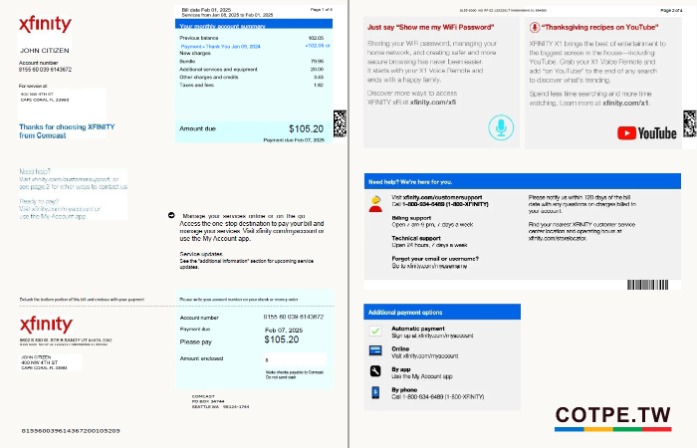 Bill date Feb 01, 2025
Services from Jan 08, 2025 to Feb 01, 2025
Page 1 of 4
xfinity
JOHN CITIZEN
Account number
8155 60 039 6143672
For service at
400 NW 4TH ST
CAPE CORAL FL 33993
Thanks for choosing XFINITY
from Comcast
Your monthly account summary
Previous balance 102.05
Payment - Thank You Jan 09, 2024
New charges
Bundle 79.95
Additional services and equipment
Other charges and credits
Taxes and fees 1.62
Amount due $105.20
Payment due Feb 07, 2025
Need help?
Visit xfinity.com/customersupport or
see page 2 for other ways to contact us
Ready to pay?
Visit xfinity.com/myaccount or
use the My Account app
Manage your services online or on the go
Access the one-stop destination to pay your bill and
manage your services. Visit xfinity.com/myaccount or
use the My Account app.
Service updates
See the "additional information" section for upcoming service
updates.
Detach the bottom portion of this bill and enclose with your payment
Please write your account number on your check or money order
xfinity
JOHN CITIZEN
400 NW 4TH ST
CAPE CORAL FL 33993
Account number 8155 60 039 6143672
Payment due Feb 07, 2025
Please pay $105.20
Amount enclosed $
Make checks payable to Comcast
Do not send cash
COMCAST
PO BOX 34744
SEATTLE WA 98124-1744
Page 2 of 4
Just say "Show me my WiFi Password"
Sharing your WiFi password, managing your
home network, and creating safer and more
secure browsing has never been easier.
It starts with your X1 Voice Remote and
ends with a happy family.
Discover more ways to access
XFINITY xFi at xfinity.com/xfi
"Thanksgiving recipes on YouTube"
XFINITY X1 brings the best of entertainment to
the biggest screen in the house—including
YouTube. Grab your X1 Voice Remote and
add "on YouTube" to the end of any search
to discover what's trending.
Spend less time searching and more time
watching. Learn more at xfinity.com/x1.
YouTube
Need help? We're here for you.
Visit xfinity.com/customersupport
Call 1-800-934-6489 (1-800-XFINITY)
Billing support
Open 7 am-9 pm, 7 days a week
Technical support
Open 24 hours, 7 days a week
Forgot your email or username?
Go to xfinity.com/username
Please notify us within 120 days of the bill
date with any questions on charges billed to
your account.
Find your nearest XFINITY customer service
center location and operating hours at
xfinity.com/storelocator.
Additional payment options
Automatic payment
Sign up at xfinity.com/myaccount
Online
Visit xfinity.com/myaccount
By app
Use the My Account app
By phone
Call 1-800-934-6489 (1-800-XFINITY)
COTPE.TW